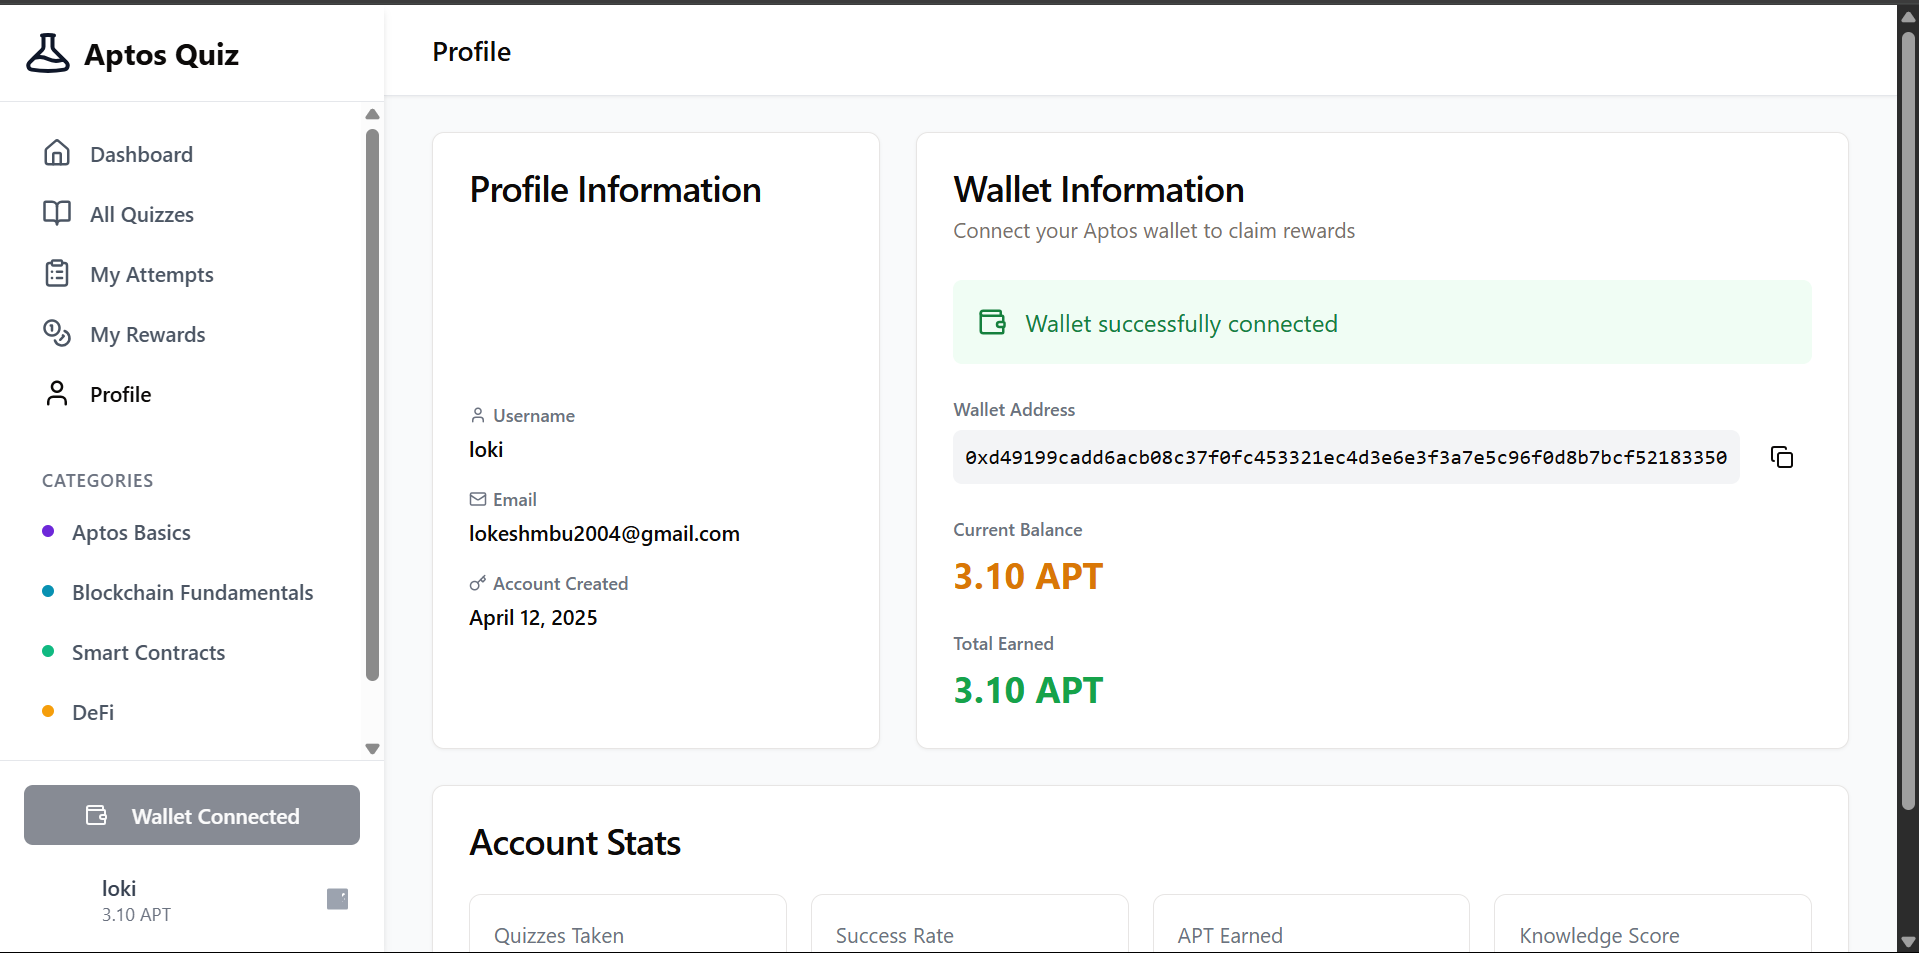 Aptos Quiz
Dashboard
All Quizzes
My Attempts
My Rewards
Profile
CATEGORIES
Aptos Basics
Blockchain Fundamentals
Smart Contracts
DeFi
Wallet Connected
loki
3.10 APT
Profile
Profile Information
Username
loki
Email
lokeshmbu2004@gmail.com
Account Created
April 12, 2025
Wallet Information
Connect your Aptos wallet to claim rewards
Wallet successfully connected
Wallet Address
0xd49199cadd6acb08c37f0fc453321ec4d3e6e3f3a7e5c96f0d8b7bcf52183350
Current Balance
3.10 APT
Total Earned
3.10 APT
Account Stats
Quizzes Taken
Success Rate
APT Earned
Knowledge Score